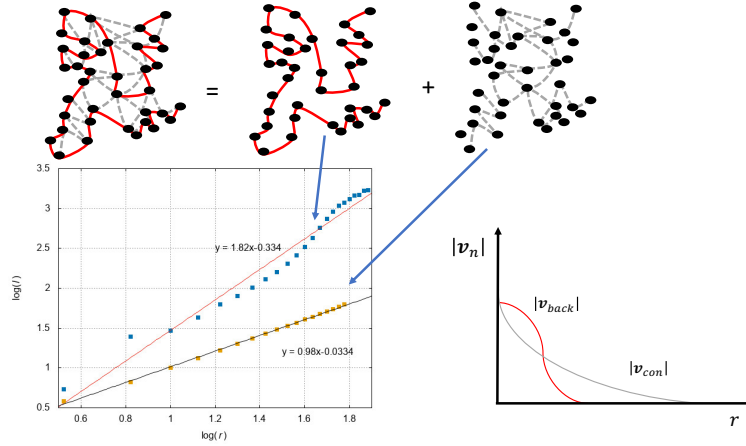 =
+
3.5
3
2.5
2
1.5
1
0.5
log(l)
y = 1.82x-0.334
y = 0.98x-0.0334
0.6 0.8 1 1.2 1.4 1.6 1.8
log(r)
|vₙ|
|v_back|
|v_con|
r